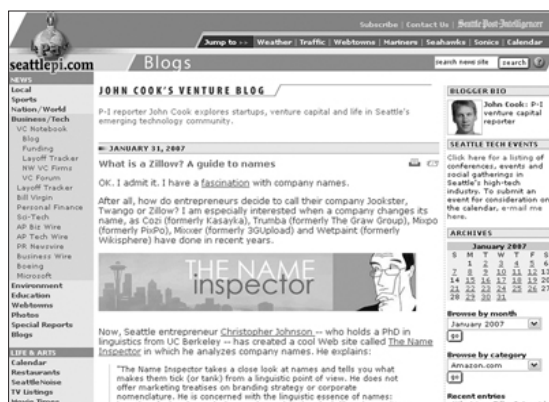 Subscribe | Contact Us | Seattle Post-Intelligencer
Jump to >> Weather | Traffic | Webtowns | Mariners | Seahawks | Sonics | Calendar
P-I
seattlepi.com
Blogs
search news site
search
?
NEWS
Local
Sports
Nation/World
Business/Tech
VC Notebook
Blog
Funding
Layoff Tracker
NW VC Firms
VC Forum
Layoff Tracker
Bill Virgin
Personal Finance
Sci-Tech
AP Biz Wire
AP Tech Wire
PR Newswire
Business Wire
Boeing
Microsoft
Environment
Education
Webtowns
Photos
Special Reports
Blogs
LIFE & ARTS
Calendar
Restaurants
SeattleNoise
TV Listings
Movie Times
JOHN COOK'S VENTURE BLOG
P-I reporter John Cook explores startups, venture capital and life in Seattle's
emerging technology community.
JANUARY 31, 2007
What is a Zillow? A guide to names
OK. I admit it. I have a fascination with company names.
After all, how do entrepreneurs decide to call their company Jookster,
Twango or Zillow? I am especially interested when a company changes its
name, as Cozi (formerly Kasayka), Trumba (formerly The Graw Group), Mixpo
(formerly PixPo), Mixxer (formerly 3GUpload) and Wetpaint (formerly
Wikisphere) have done in recent years.
THE NAME
inspector
Now, Seattle entrepreneur Christopher Johnson -- who holds a PhD in
linguistics from UC Berkeley -- has created a cool Web site called The Name
Inspector in which he analyzes company names. He explains:
"The Name Inspector takes a close look at names and tells you what
makes them tick (or tank) from a linguistic point of view. He does not
offer marketing treatises on branding strategy or corporate
nomenclature. He is concerned with the linguistic essence of names:
BLOGGER BIO
John Cook: P-I
venture capital
reporter
SEATTLE TECH EVENTS
Click here for a listing of
conferences, events and
social gatherings in
Seattle's high-tech
industry. To submit an
event for consideration on
the calendar, e-mail me
here.
ARCHIVES
January 2007
S M T W T F S
1 2 3 4 5 6
7 8 9 10 11 12 13
14 15 16 17 18 19 20
21 22 23 24 25 26 27
28 29 30 31
Browse by month
January 2007
go
Browse by category
Amazon.com
go
Recent entries